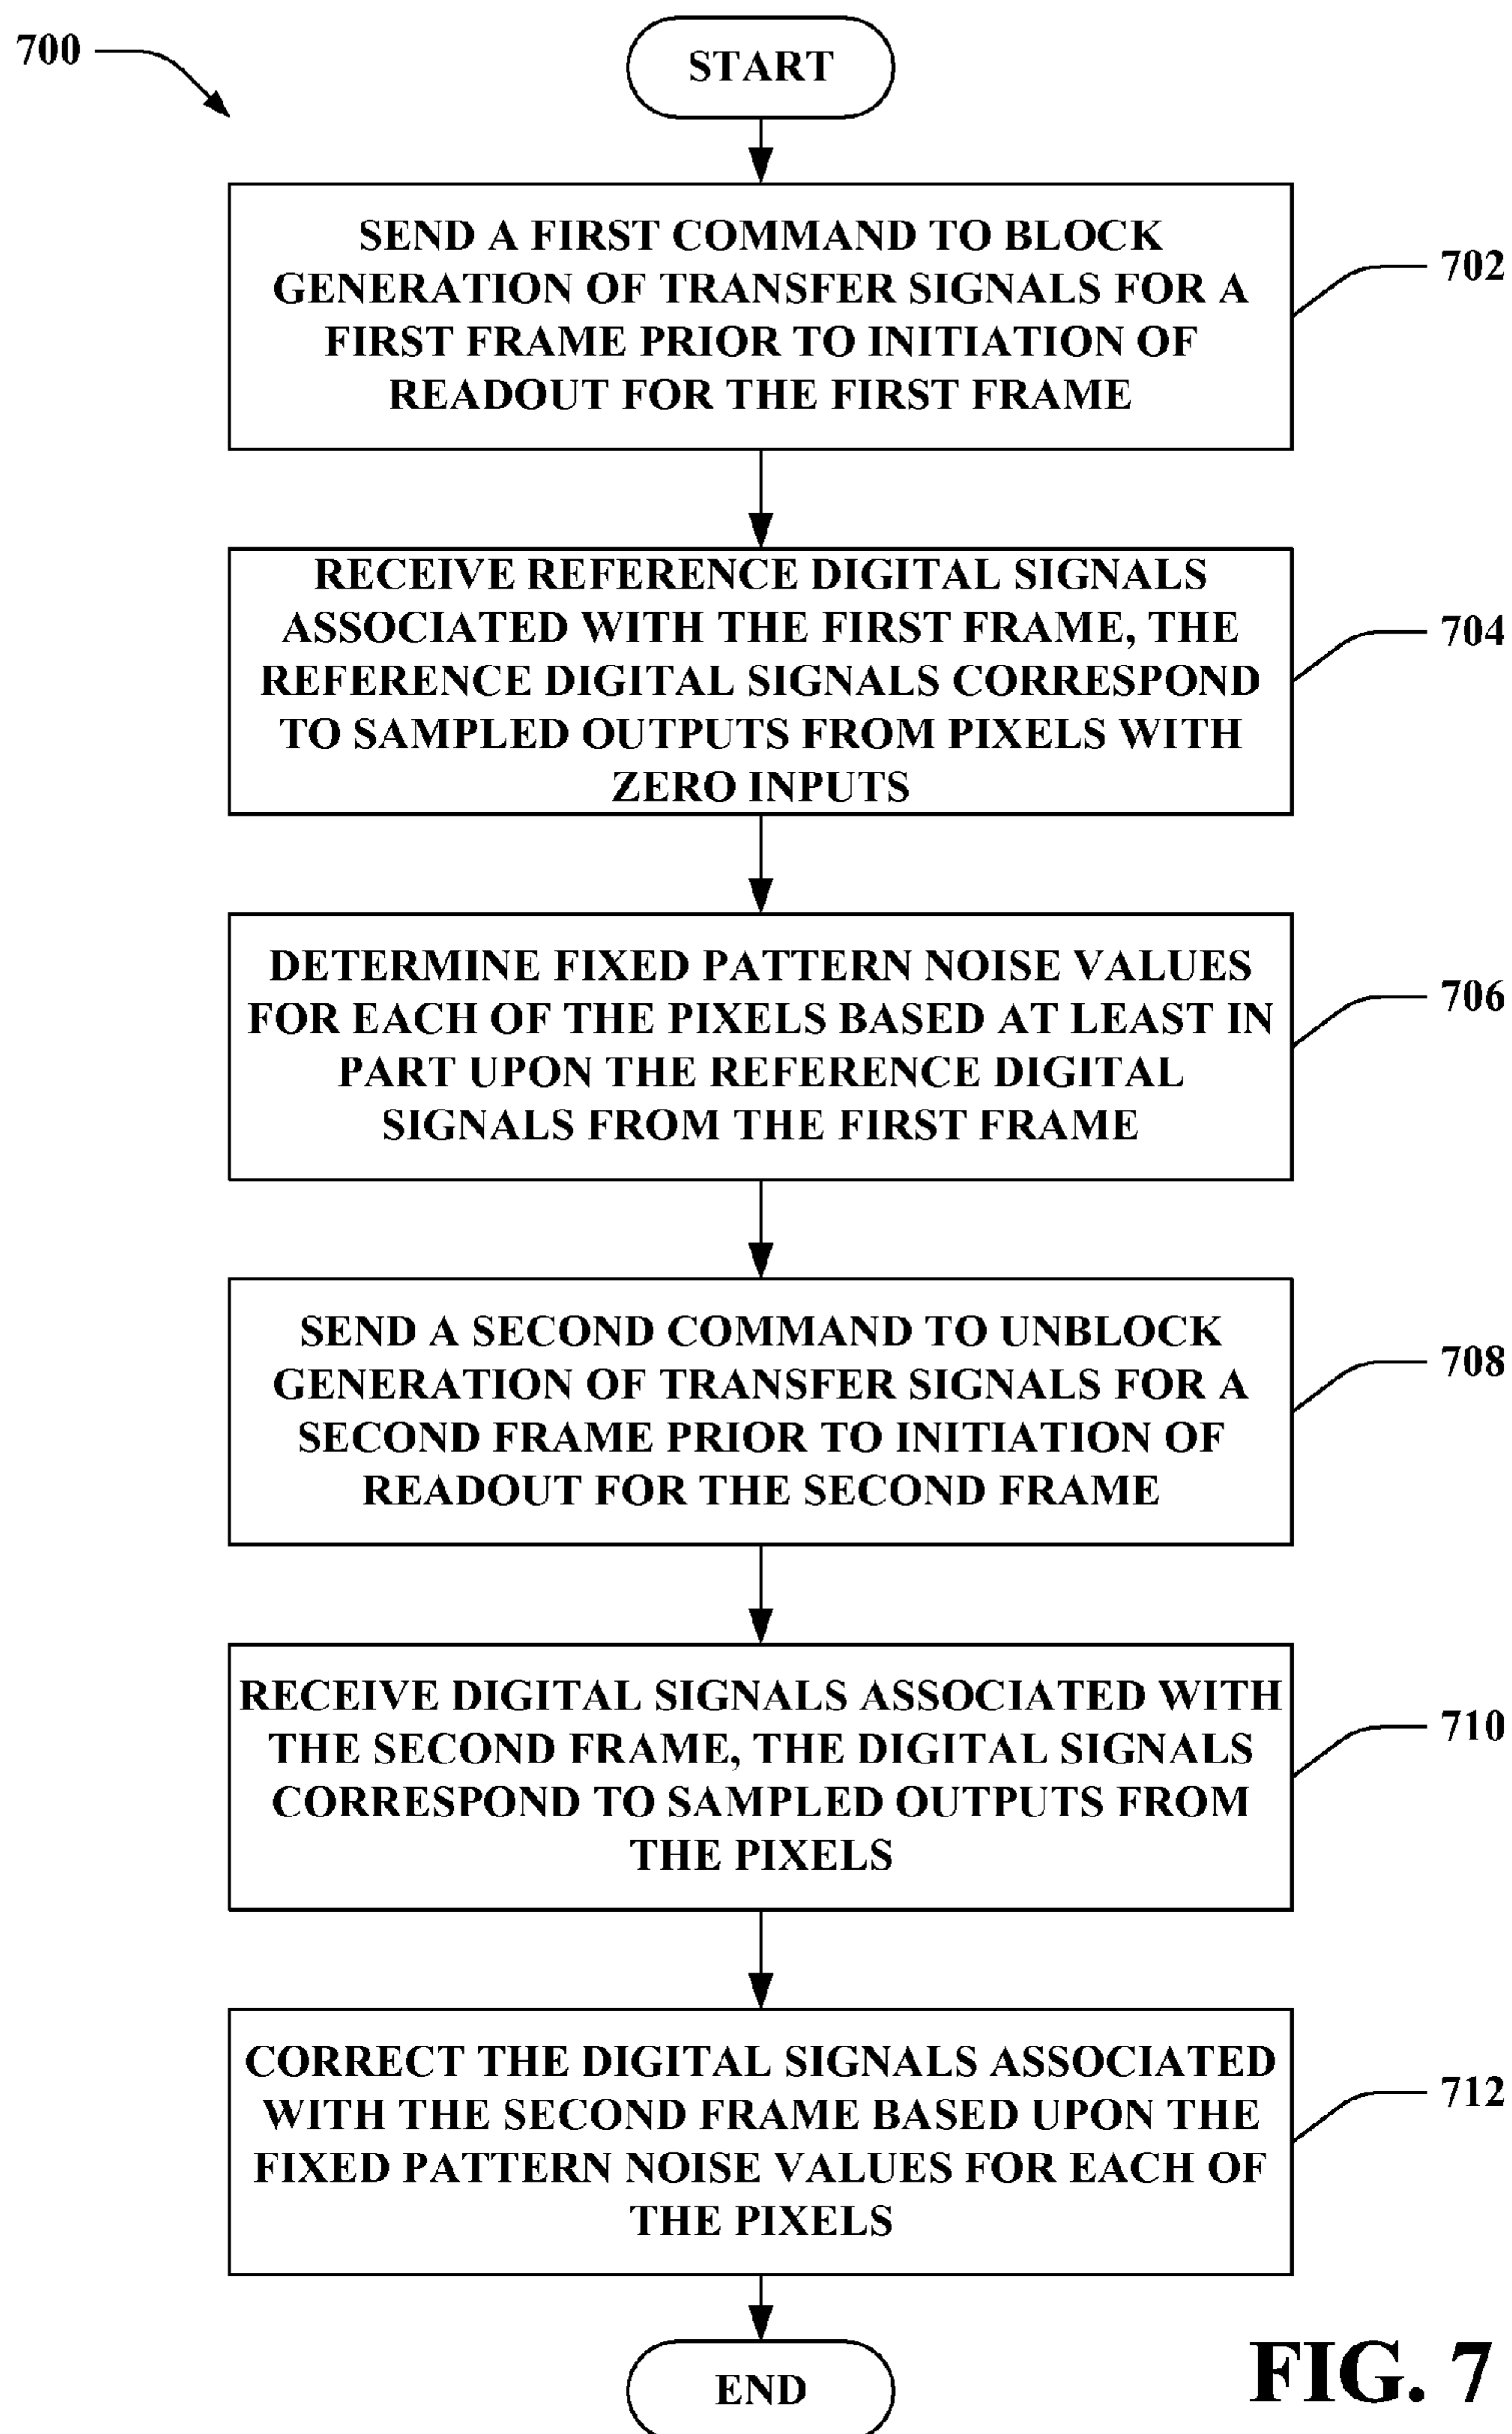 700
START
SEND A FIRST COMMAND TO BLOCK
GENERATION OF TRANSFER SIGNALS FOR A
FIRST FRAME PRIOR TO INITIATION OF
READOUT FOR THE FIRST FRAME
702
RECEIVE REFERENCE DIGITAL SIGNALS
ASSOCIATED WITH THE FIRST FRAME, THE
REFERENCE DIGITAL SIGNALS CORRESPOND
TO SAMPLED OUTPUTS FROM PIXELS WITH
ZERO INPUTS
704
DETERMINE FIXED PATTERN NOISE VALUES
FOR EACH OF THE PIXELS BASED AT LEAST IN
PART UPON THE REFERENCE DIGITAL
SIGNALS FROM THE FIRST FRAME
706
SEND A SECOND COMMAND TO UNBLOCK
GENERATION OF TRANSFER SIGNALS FOR A
SECOND FRAME PRIOR TO INITIATION OF
READOUT FOR THE SECOND FRAME
708
RECEIVE DIGITAL SIGNALS ASSOCIATED WITH
THE SECOND FRAME, THE DIGITAL SIGNALS
CORRESPOND TO SAMPLED OUTPUTS FROM
THE PIXELS
710
CORRECT THE DIGITAL SIGNALS ASSOCIATED
WITH THE SECOND FRAME BASED UPON THE
FIXED PATTERN NOISE VALUES FOR EACH OF
THE PIXELS
712
END
FIG. 7